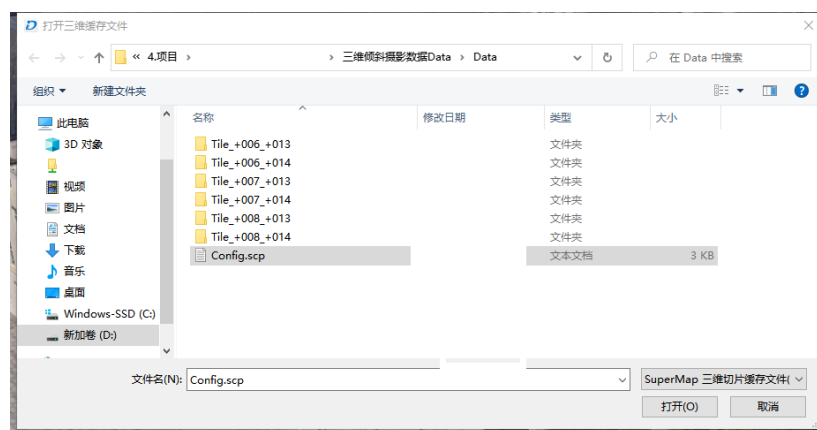 打开三维缓存文件
« 4.项目 › › 三维倾斜摄影数据Data › Data 在 Data 中搜索
组织 新建文件夹
名称 修改日期 类型 大小
此电脑
3D 对象
视频
图片
文档
下载
音乐
桌面
Windows-SSD (C:)
新加卷 (D:)
Tile_+006_+013 文件夹
Tile_+006_+014 文件夹
Tile_+007_+013 文件夹
Tile_+007_+014 文件夹
Tile_+008_+013 文件夹
Tile_+008_+014 文件夹
Config.scp 文本文档 3 KB
文件名(N): Config.scp SuperMap 三维切片缓存文件(
打开(O) 取消